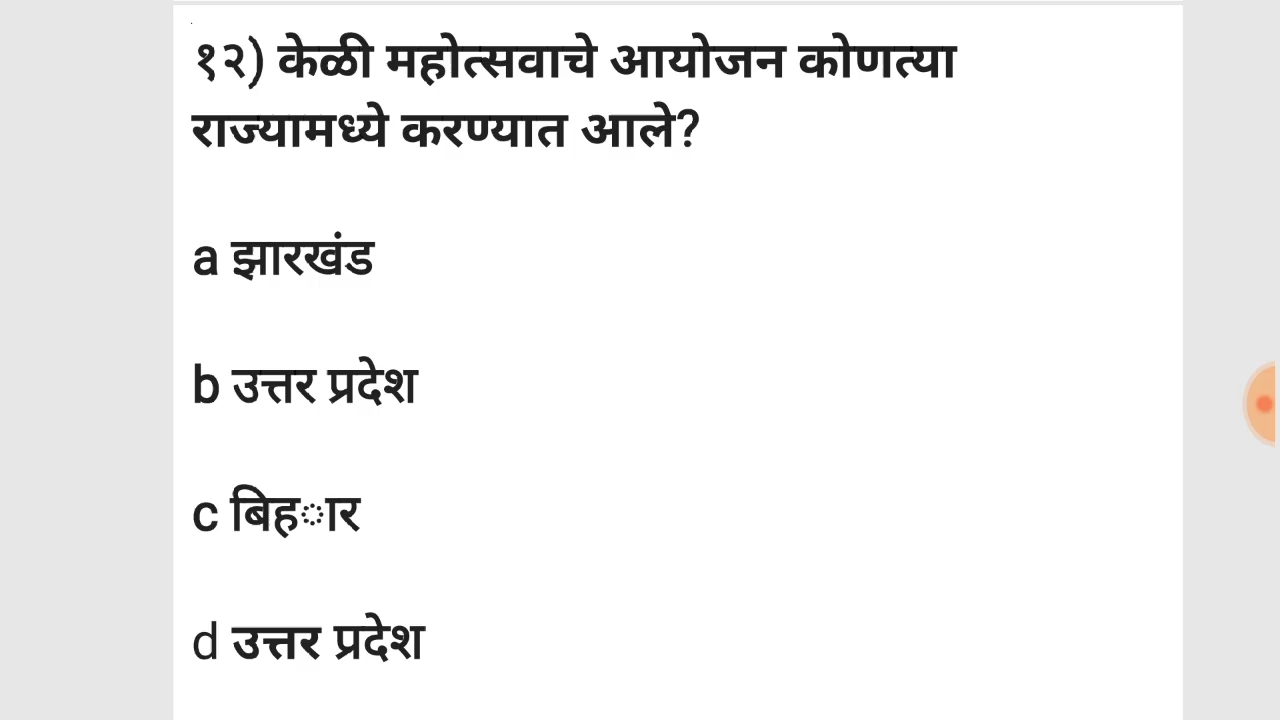 १२) केळी महोत्सवाचे आयोजन कोणत्या
राज्यामध्ये करण्यात आले?
a झारखंड
b उत्तर प्रदेश
c बिह◌ार
d उत्तर प्रदेश